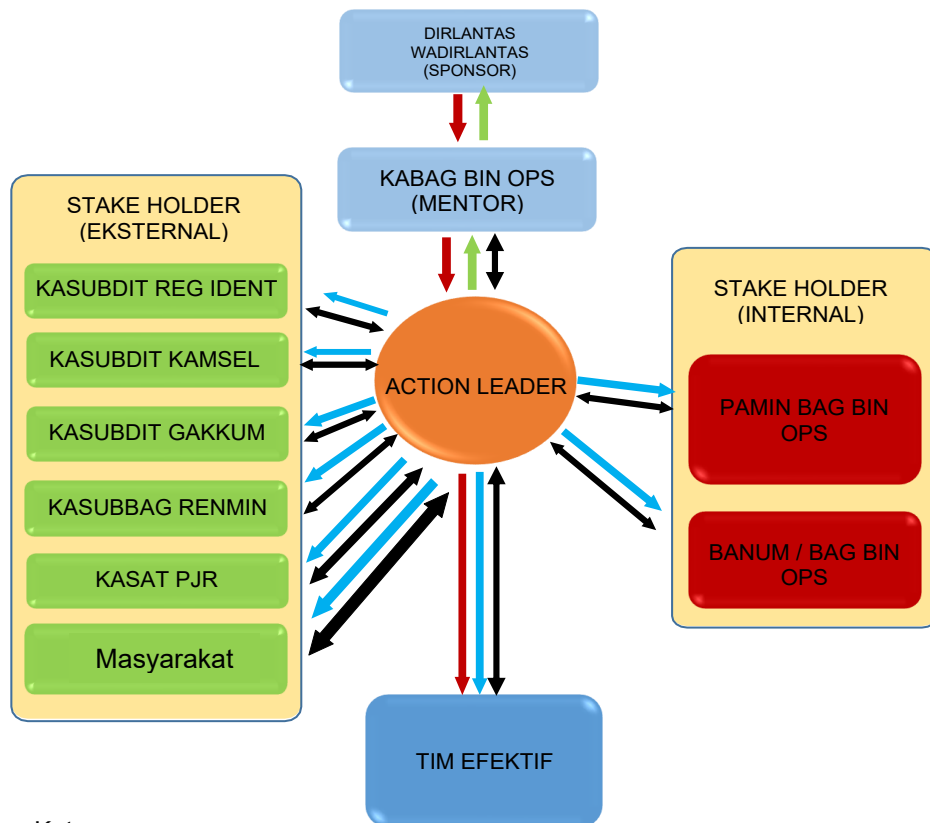 DIRLANTAS
WADIRLANTAS
(SPONSOR)
KABAG BIN OPS
(MENTOR)
STAKE HOLDER
(EKSTERNAL)
KASUBDIT REG IDENT
KASUBDIT KAMSEL
KASUBDIT GAKKUM
KASUBBAG RENMIN
KASAT PJR
Masyarakat
ACTION LEADER
STAKE HOLDER
(INTERNAL)
PAMIN BAG BIN
OPS
BANUM / BAG BIN
OPS
TIM EFEKTIF